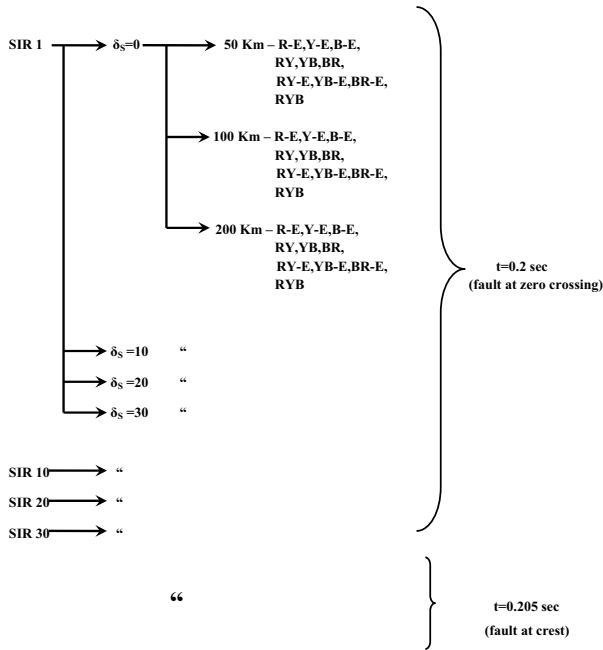 SIR 1
δS=0
50 Km – R-E,Y-E,B-E,
RY,YB,BR,
RY-E,YB-E,BR-E,
RYB
100 Km – R-E,Y-E,B-E,
RY,YB,BR,
RY-E,YB-E,BR-E,
RYB
200 Km – R-E,Y-E,B-E,
RY,YB,BR,
RY-E,YB-E,BR-E,
RYB
t=0.2 sec
(fault at zero crossing)
δS =10 “
δS =20 “
δS =30 “
SIR 10 “
SIR 20 “
SIR 30 “
“
t=0.205 sec
(fault at crest)